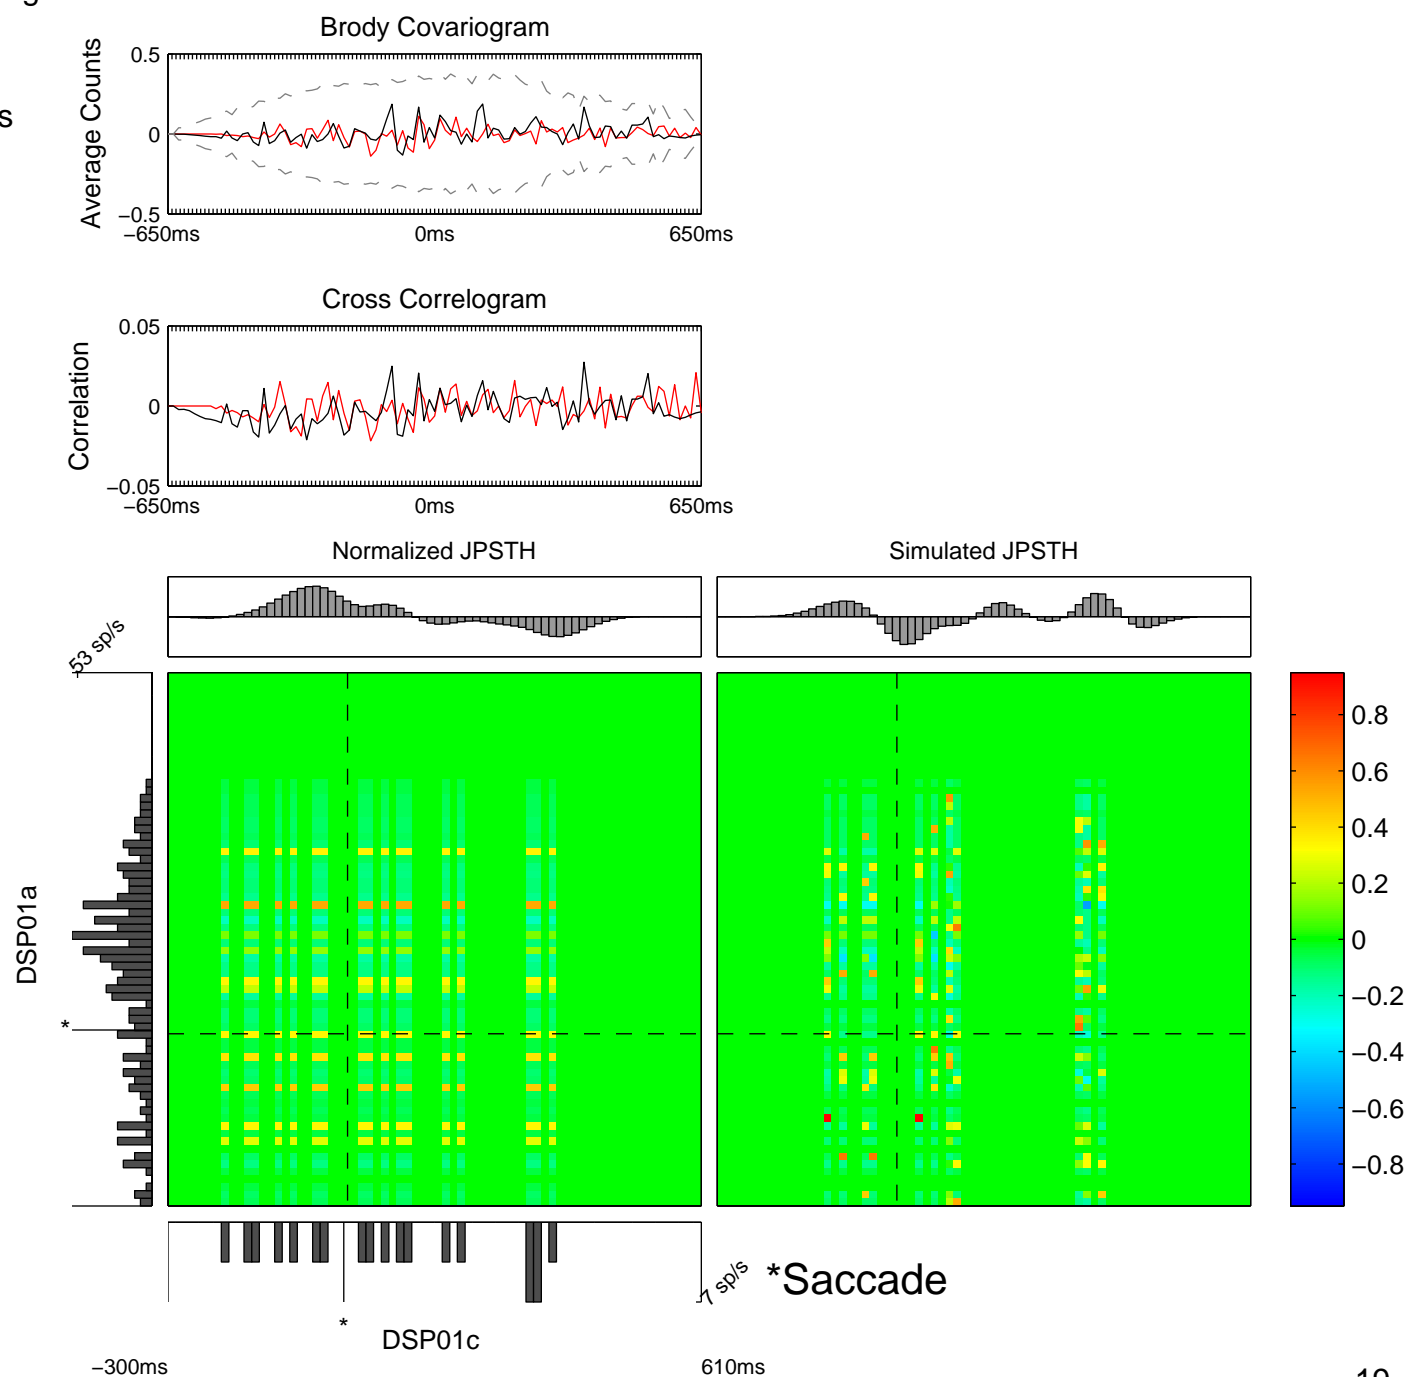 g
s
Brody Covariogram
Average Counts
0.5
0
−0.5
−650ms 0ms 650ms
Cross Correlogram
Correlation
0.05
0
−0.05
−650ms 0ms 650ms
Normalized JPSTH
Simulated JPSTH
53 sp/s
DSP01a
*
0.8
0.6
0.4
0.2
0
−0.2
−0.4
−0.6
−0.8
7 sp/s
*Saccade
*
DSP01c
−300ms 610ms